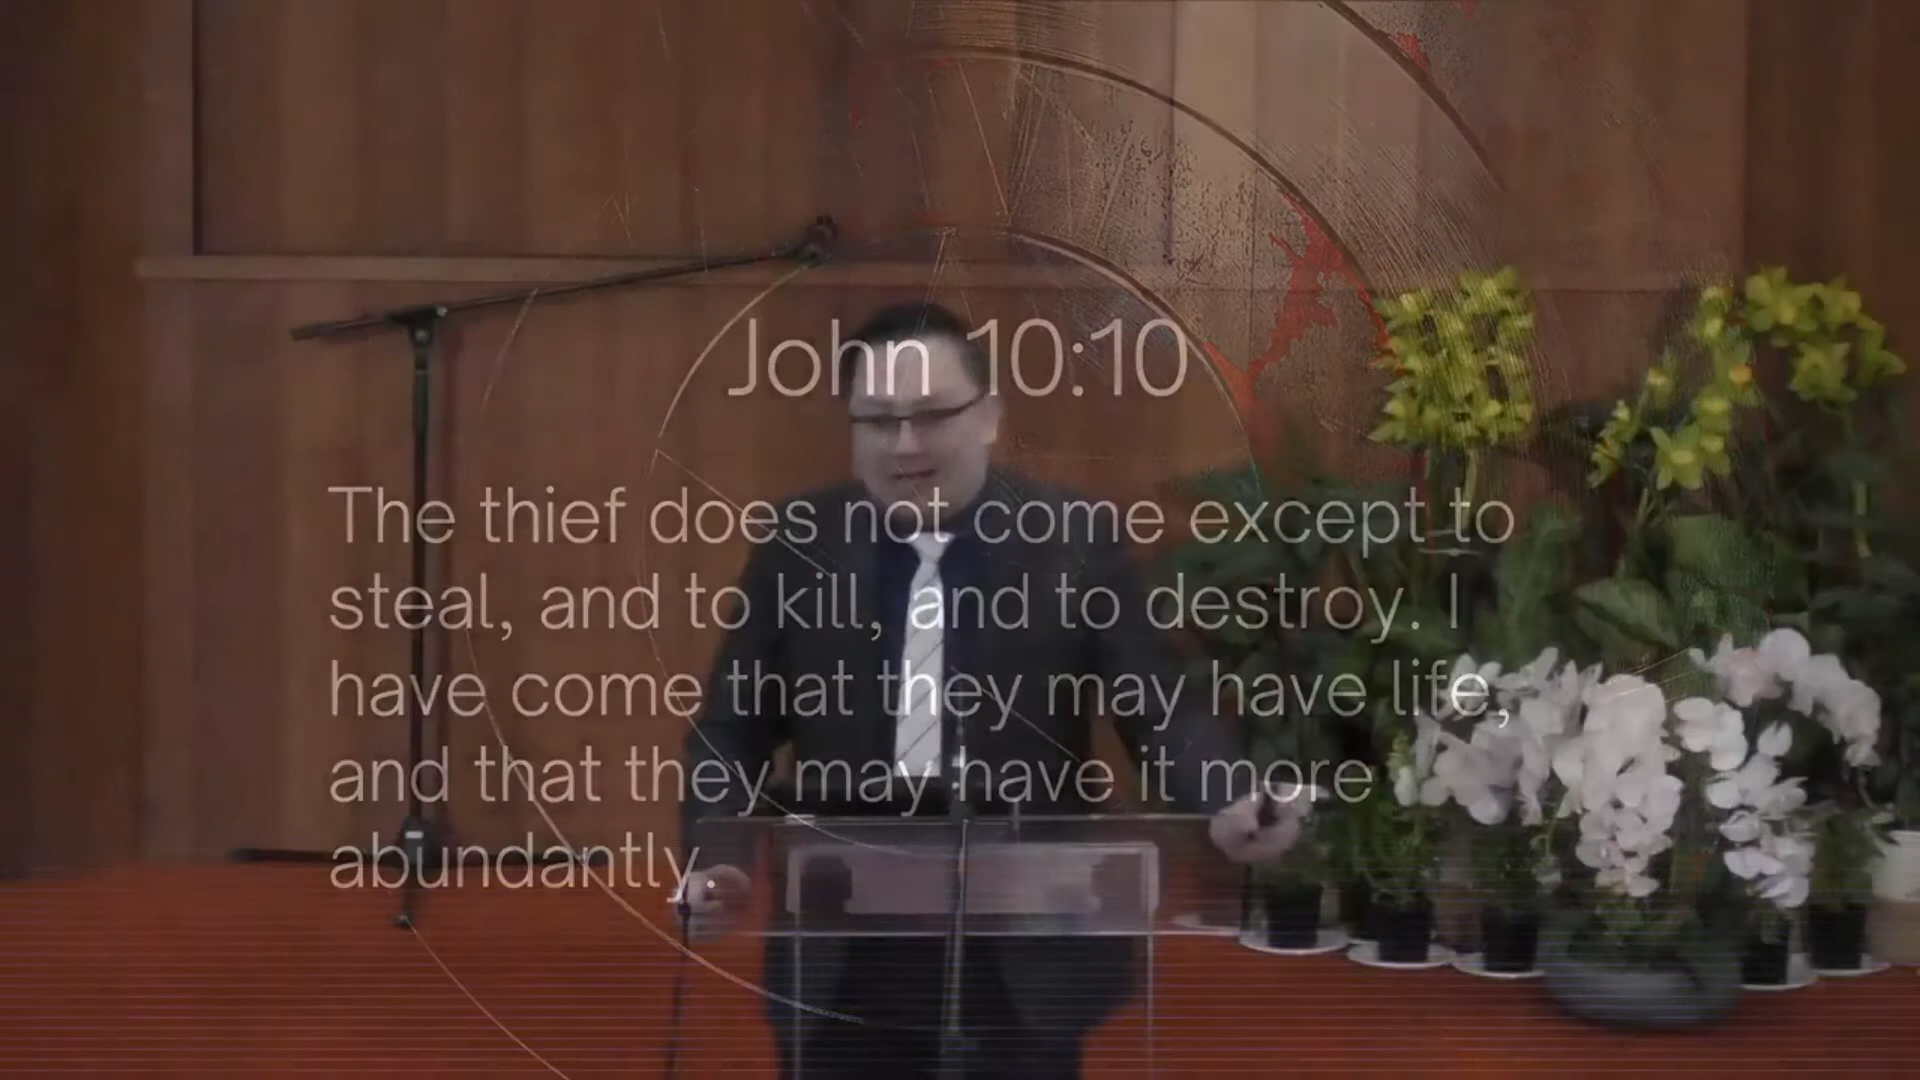 John 10:10
The thief does not come except to
steal, and to kill, and to destroy. I
have come that they may have life,
and that they may have it more
abundantly.